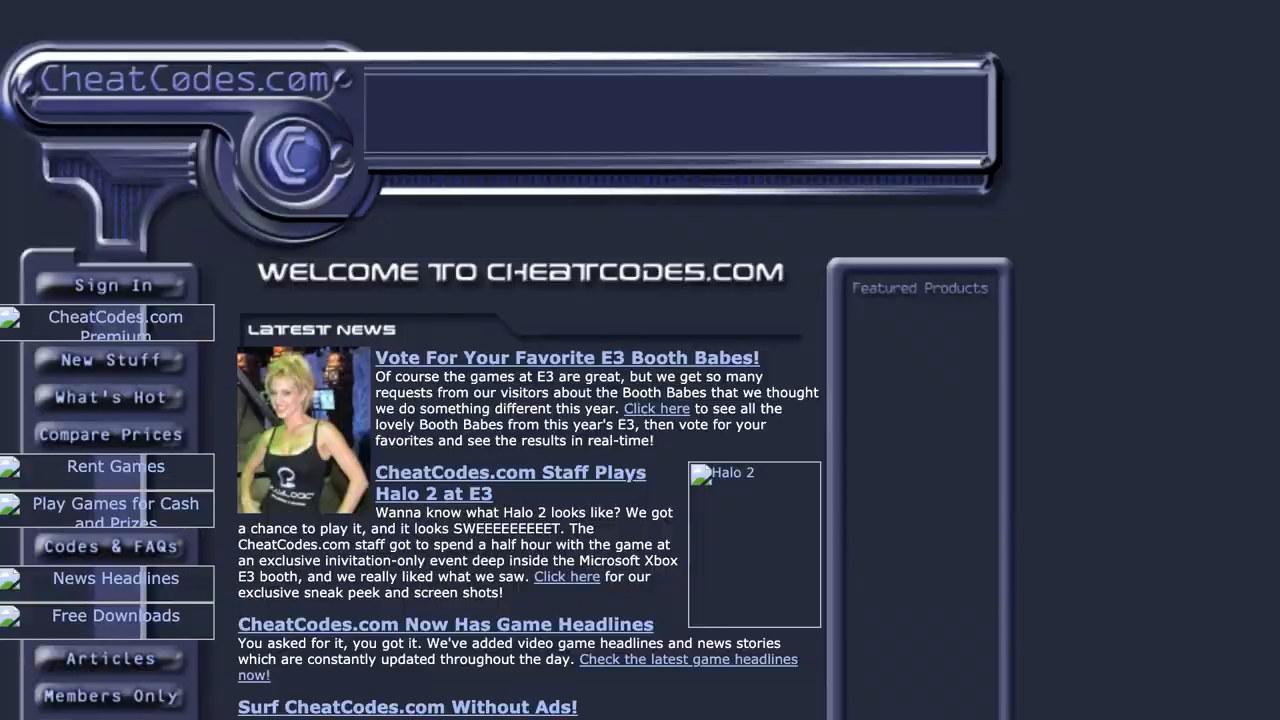 CheatCodes.com
WELCOME TO CHEATCODES.COM
Sign In
CheatCodes.com
Premium
New Stuff
What's Hot
Compare Prices
Rent Games
Play Games for Cash
and Prizes
Codes & FAQs
News Headlines
Free Downloads
Articles
Members Only
LATEST NEWS
Vote For Your Favorite E3 Booth Babes!
Of course the games at E3 are great, but we get so many
requests from our visitors about the Booth Babes that we thought
we do something different this year. Click here to see all the
lovely Booth Babes from this year's E3, then vote for your
favorites and see the results in real-time!
CheatCodes.com Staff Plays
Halo 2 at E3
Wanna know what Halo 2 looks like? We got
a chance to play it, and it looks SWEEEEEEEEET. The
CheatCodes.com staff got to spend a half hour with the game at
an exclusive inivitation-only event deep inside the Microsoft Xbox
E3 booth, and we really liked what we saw. Click here for our
exclusive sneak peek and screen shots!
Halo 2
CheatCodes.com Now Has Game Headlines
You asked for it, you got it. We've added video game headlines and news stories
which are constantly updated throughout the day. Check the latest game headlines
now!
Surf CheatCodes.com Without Ads!
Featured Products